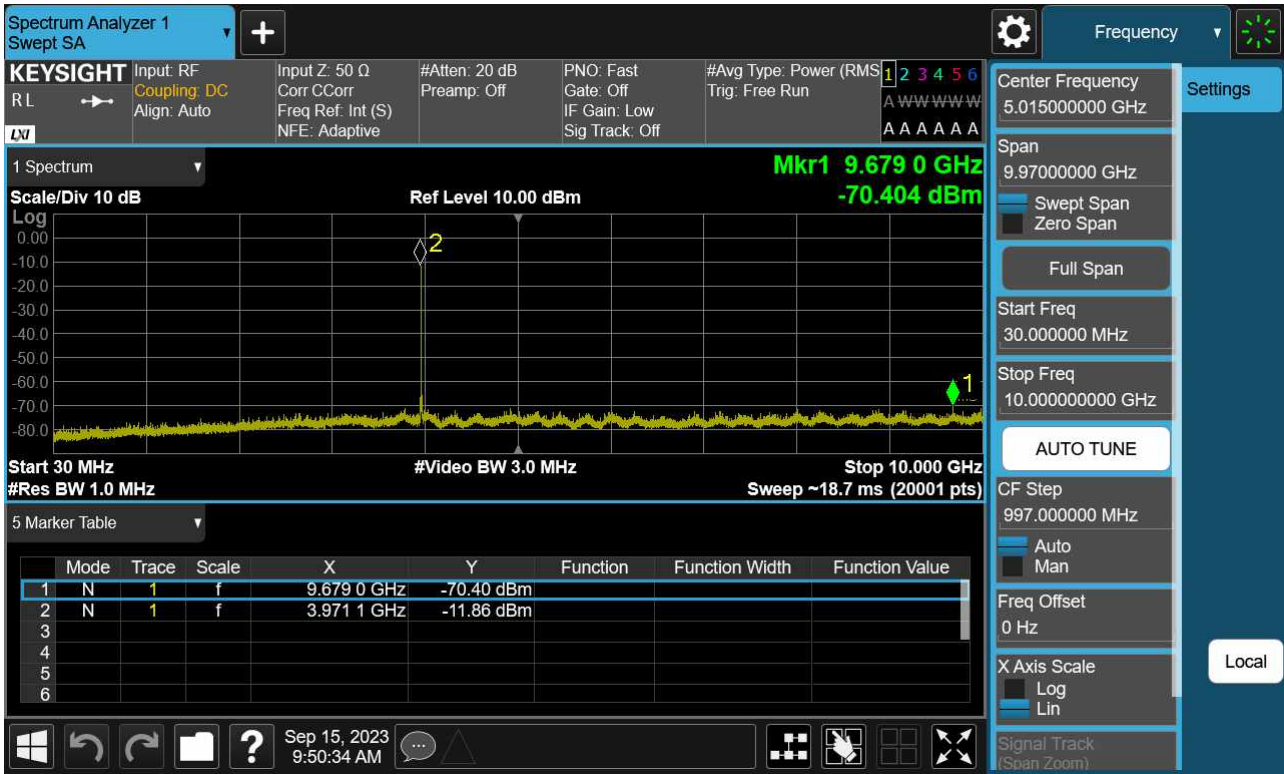 Spectrum Analyzer 1
Swept SA
+
Frequency
KEYSIGHT
Input: RF
Input Z: 50 Ω
#Atten: 20 dB
PNO: Fast
#Avg Type: Power (RMS
1 2 3 4 5 6
RL
Coupling: DC
Corr CCorr
Preamp: Off
Gate: Off
Trig: Free Run
Align: Auto
Freq Ref: Int (S)
IF Gain: Low
A W W W W W
LXI
NFE: Adaptive
Sig Track: Off
A A A A A A
1 Spectrum
Mkr1 9.679 0 GHz
Scale/Div 10 dB
Ref Level 10.00 dBm
-70.404 dBm
Log
0.00
-10.0
-20.0
-30.0
-40.0
-50.0
-60.0
-70.0
-80.0
2
1
Start 30 MHz
#Video BW 3.0 MHz
Stop 10.000 GHz
#Res BW 1.0 MHz
Sweep ~18.7 ms (20001 pts)
5 Marker Table
Mode Trace Scale X Y Function Function Width Function Value
1 N 1 f 9.679 0 GHz -70.40 dBm
2 N 1 f 3.971 1 GHz -11.86 dBm
3
4
5
6
?
Sep 15, 2023
9:50:34 AM
Center Frequency
5.015000000 GHz
Span
9.97000000 GHz
Swept Span
Zero Span
Full Span
Start Freq
30.000000 MHz
Stop Freq
10.000000000 GHz
AUTO TUNE
CF Step
997.000000 MHz
Auto
Man
Freq Offset
0 Hz
X Axis Scale
Log
Lin
Signal Track
(Span Zoom)
Settings
Local